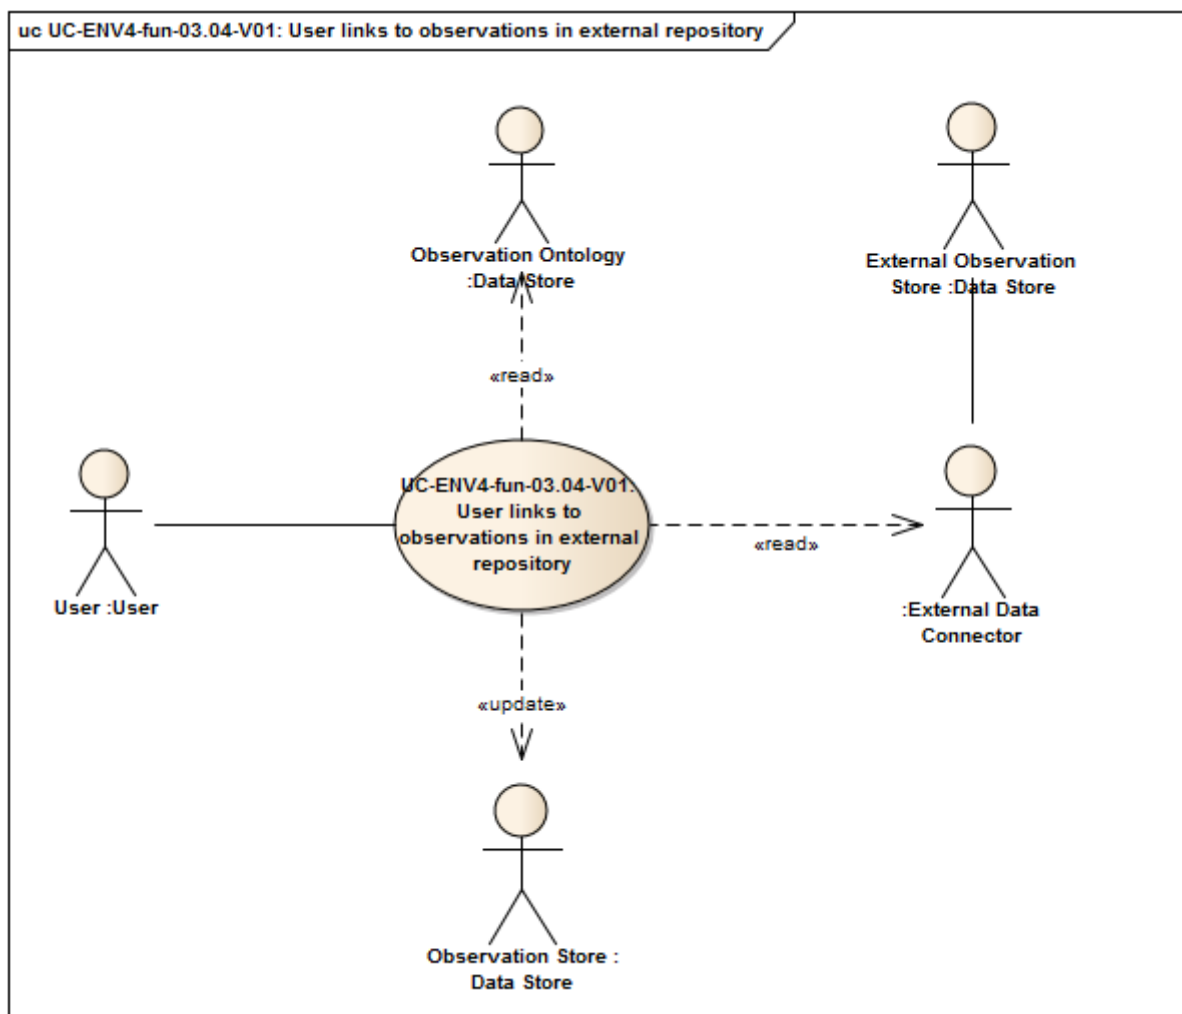 uc UC-ENV4-fun-03.04-V01: User links to observations in external repository
Observation Ontology
:Data Store
External Observation
Store :Data Store
«read»
UC-ENV4-fun-03.04-V01:
User links to
observations in external
repository
«read»
User :User
:External Data
Connector
«update»
Observation Store :
Data Store